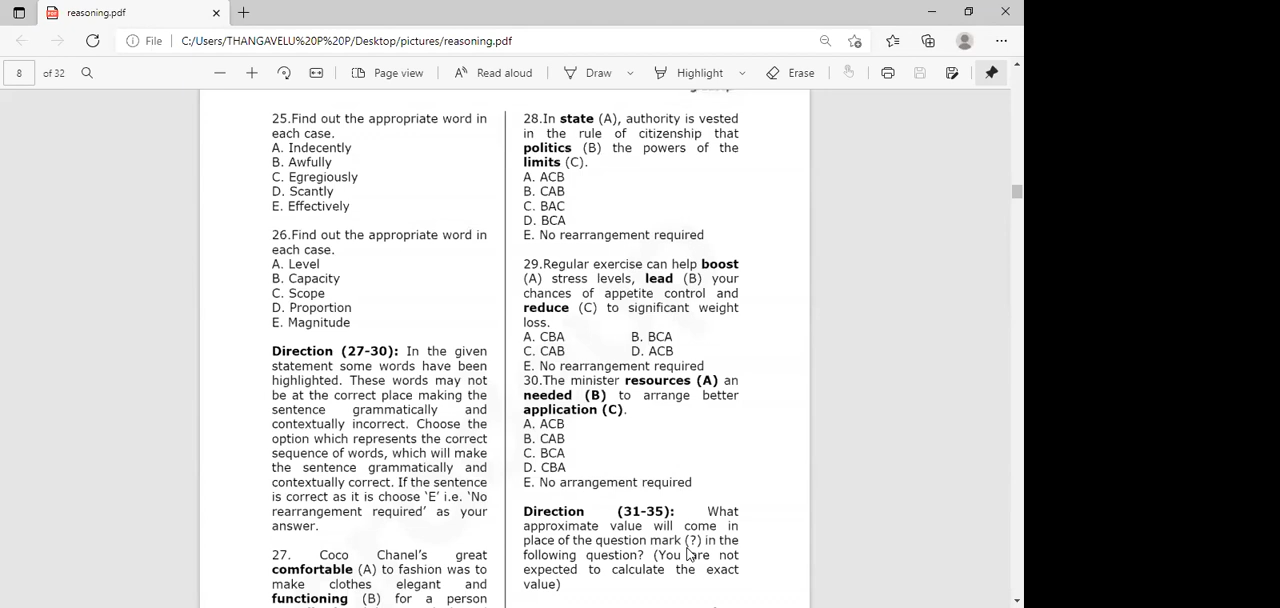 reasoning.pdf
File
C:/Users/THANGAVELU%20P%20P/Desktop/pictures/reasoning.pdf
8 of 32
Page view
Read aloud
Draw
Highlight
Erase
25.Find out the appropriate word in
each case.
A. Indecently
B. Awfully
C. Egregiously
D. Scantly
E. Effectively
26.Find out the appropriate word in
each case.
A. Level
B. Capacity
C. Scope
D. Proportion
E. Magnitude
Direction (27-30): In the given
statement some words have been
highlighted. These words may not
be at the correct place making the
sentence grammatically and
contextually incorrect. Choose the
option which represents the correct
sequence of words, which will make
the sentence grammatically and
contextually correct. If the sentence
is correct as it is choose ‘E’ i.e. ‘No
rearrangement required’ as your
answer.
27. Coco Chanel’s great
comfortable (A) to fashion was to
make clothes elegant and
functioning (B) for a person
28.In state (A), authority is vested
in the rule of citizenship that
politics (B) the powers of the
limits (C).
A. ACB
B. CAB
C. BAC
D. BCA
E. No rearrangement required
29.Regular exercise can help boost
(A) stress levels, lead (B) your
chances of appetite control and
reduce (C) to significant weight
loss.
A. CBA B. BCA
C. CAB D. ACB
E. No rearrangement required
30.The minister resources (A) an
needed (B) to arrange better
application (C).
A. ACB
B. CAB
C. BCA
D. CBA
E. No arrangement required
Direction (31-35): What
approximate value will come in
place of the question mark (?) in the
following question? (You are not
expected to calculate the exact
value)